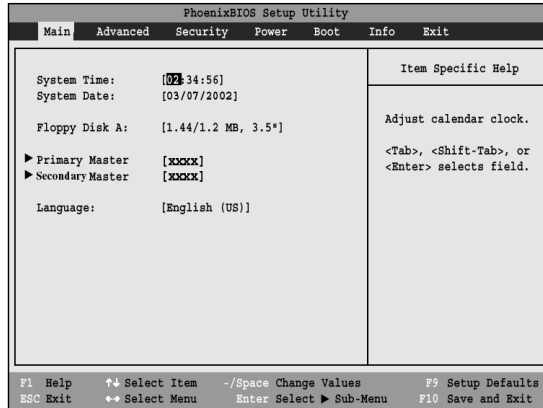 PhoenixBIOS Setup Utility
Main Advanced Security Power Boot Info Exit
Item Specific Help
System Time: [02:34:56]
System Date: [03/07/2002]
Floppy Disk A: [1.44/1.2 MB, 3.5"]
Adjust calendar clock.
<Tab>, <Shift-Tab>, or
<Enter> selects field.
▶ Primary Master [xxxx]
▶ Secondary Master [xxxx]
Language: [English (US)]
F1 Help ↑↓ Select Item -/Space Change Values F9 Setup Defaults
ESC Exit ←→ Select Menu Enter Select ▶ Sub-Menu F10 Save and Exit